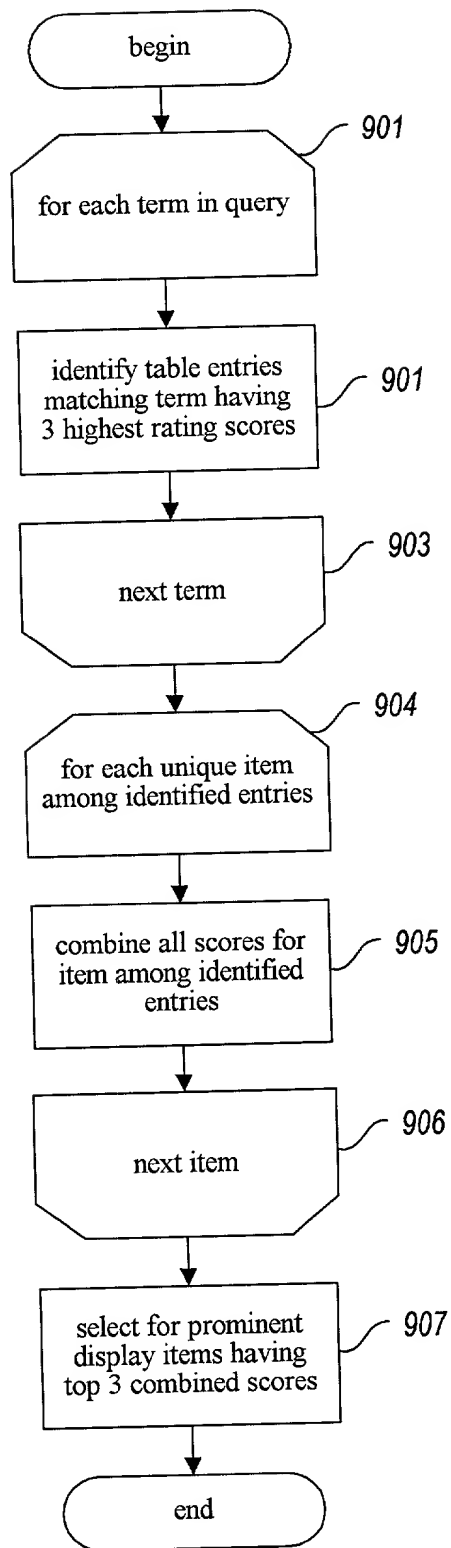 begin
901
for each term in query
identify table entries
matching term having
3 highest rating scores
901
next term
903
904
for each unique item
among identified entries
combine all scores for
item among identified
entries
905
next item
906
select for prominent
display items having
top 3 combined scores
907
end